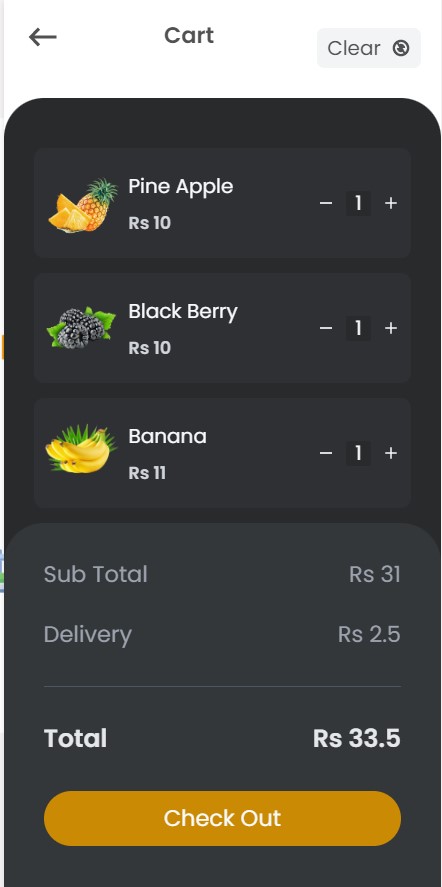 Cart
Clear
Pine Apple
Rs 10
1
Black Berry
Rs 10
1
Banana
Rs 11
1
Sub Total Rs 31
Delivery Rs 2.5
Total Rs 33.5
Check Out